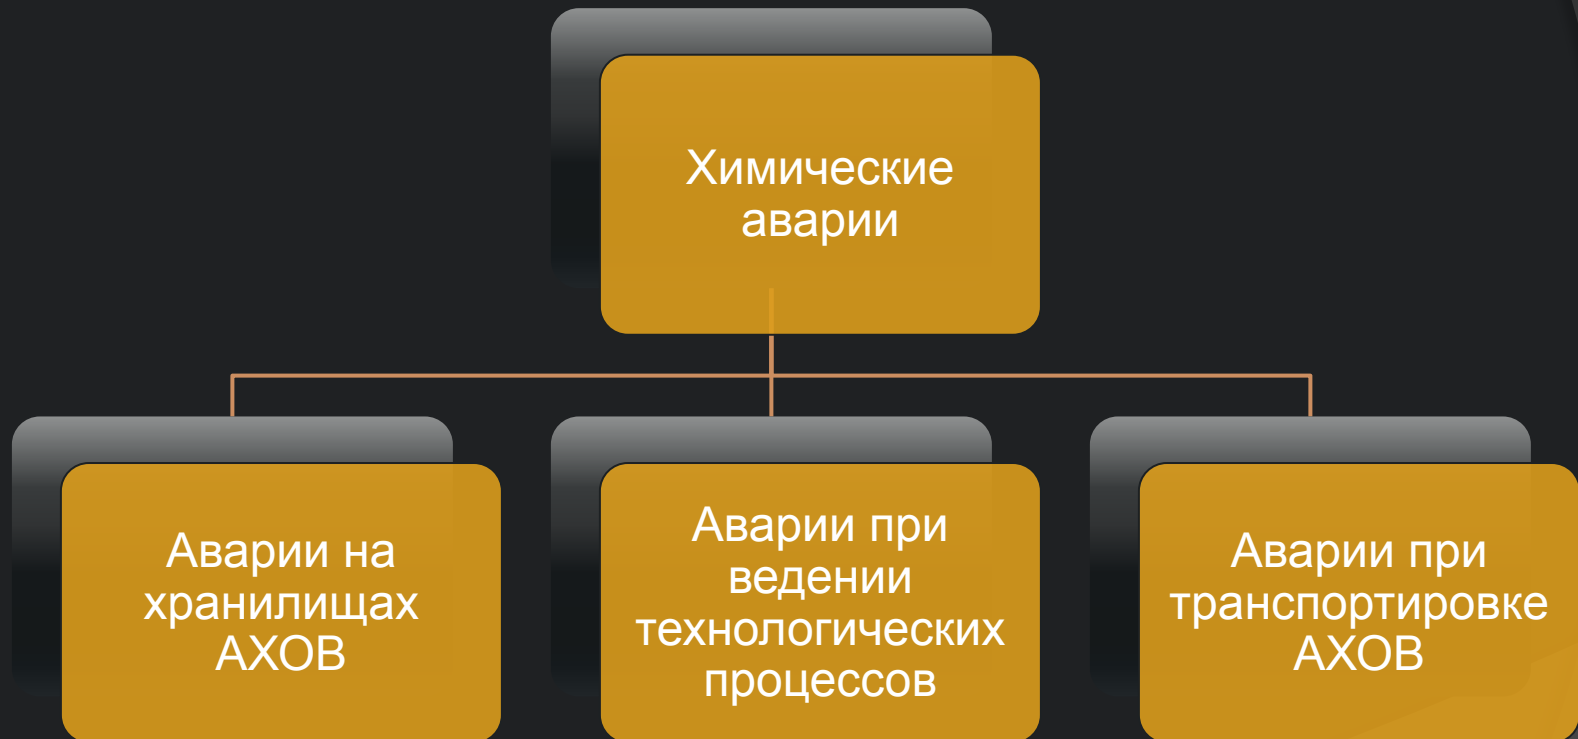 Химические
аварии
Аварии на
хранилищах
АХОВ
Аварии при
ведении
технологических
процессов
Аварии при
транспортировке
АХОВ